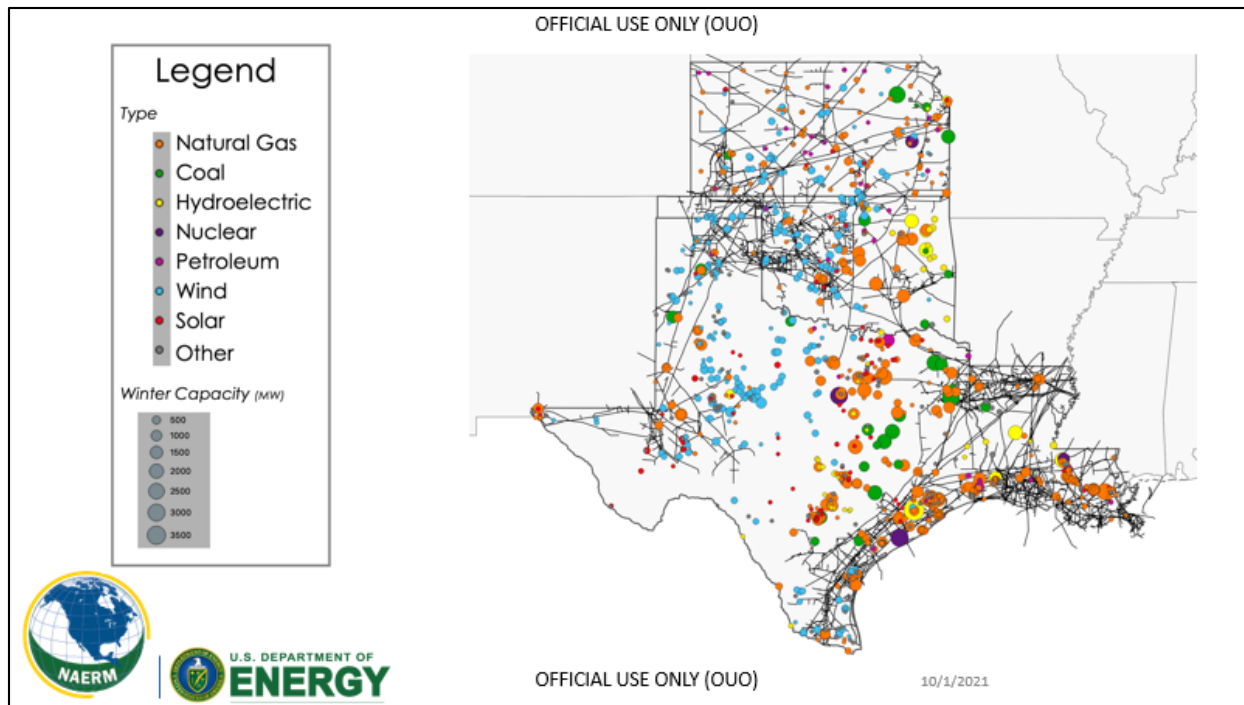 OFFICIAL USE ONLY (OUO)
Legend
Type
Natural Gas
Coal
Hydroelectric
Nuclear
Petroleum
Wind
Solar
Other
Winter Capacity (MW)
500
1000
1500
2000
2500
3000
3500
NAERM
U.S. DEPARTMENT OF
ENERGY
OFFICIAL USE ONLY (OUO)
10/1/2021